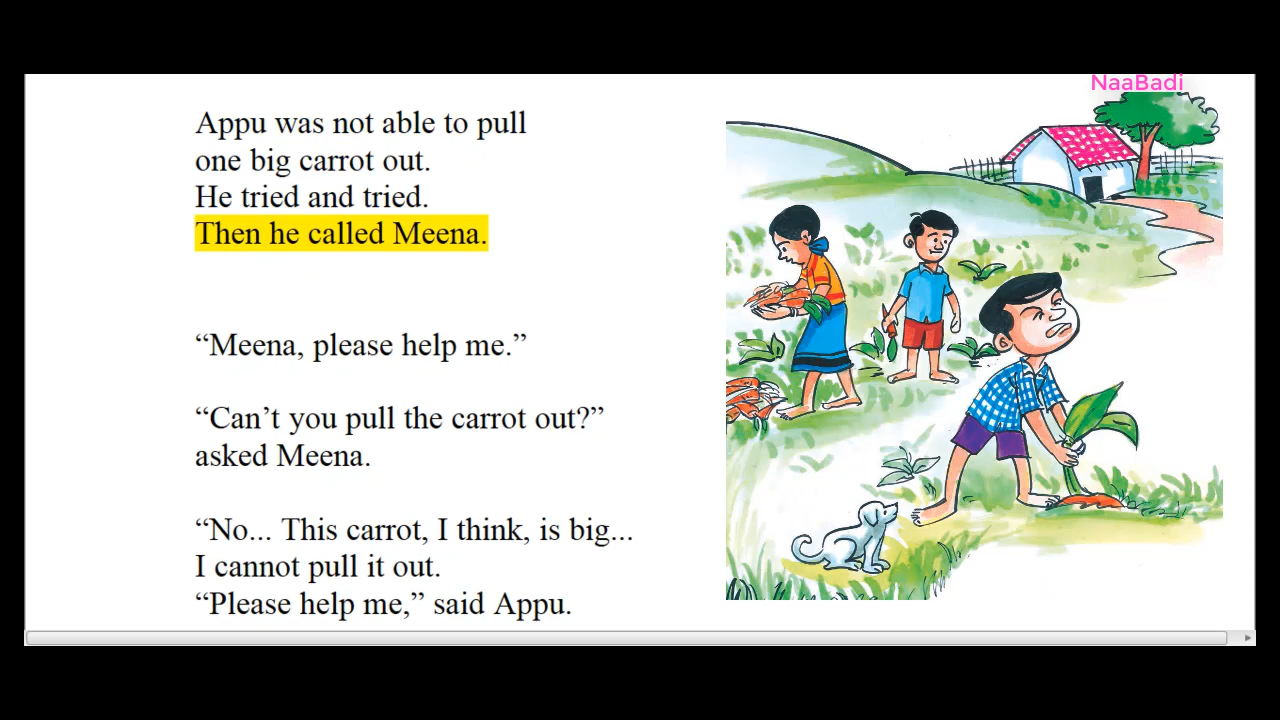 NaaBadi
Appu was not able to pull
one big carrot out.
He tried and tried.
Then he called Meena.
“Meena, please help me.”
“Can’t you pull the carrot out?”
asked Meena.
“No... This carrot, I think, is big...
I cannot pull it out.
“Please help me,” said Appu.